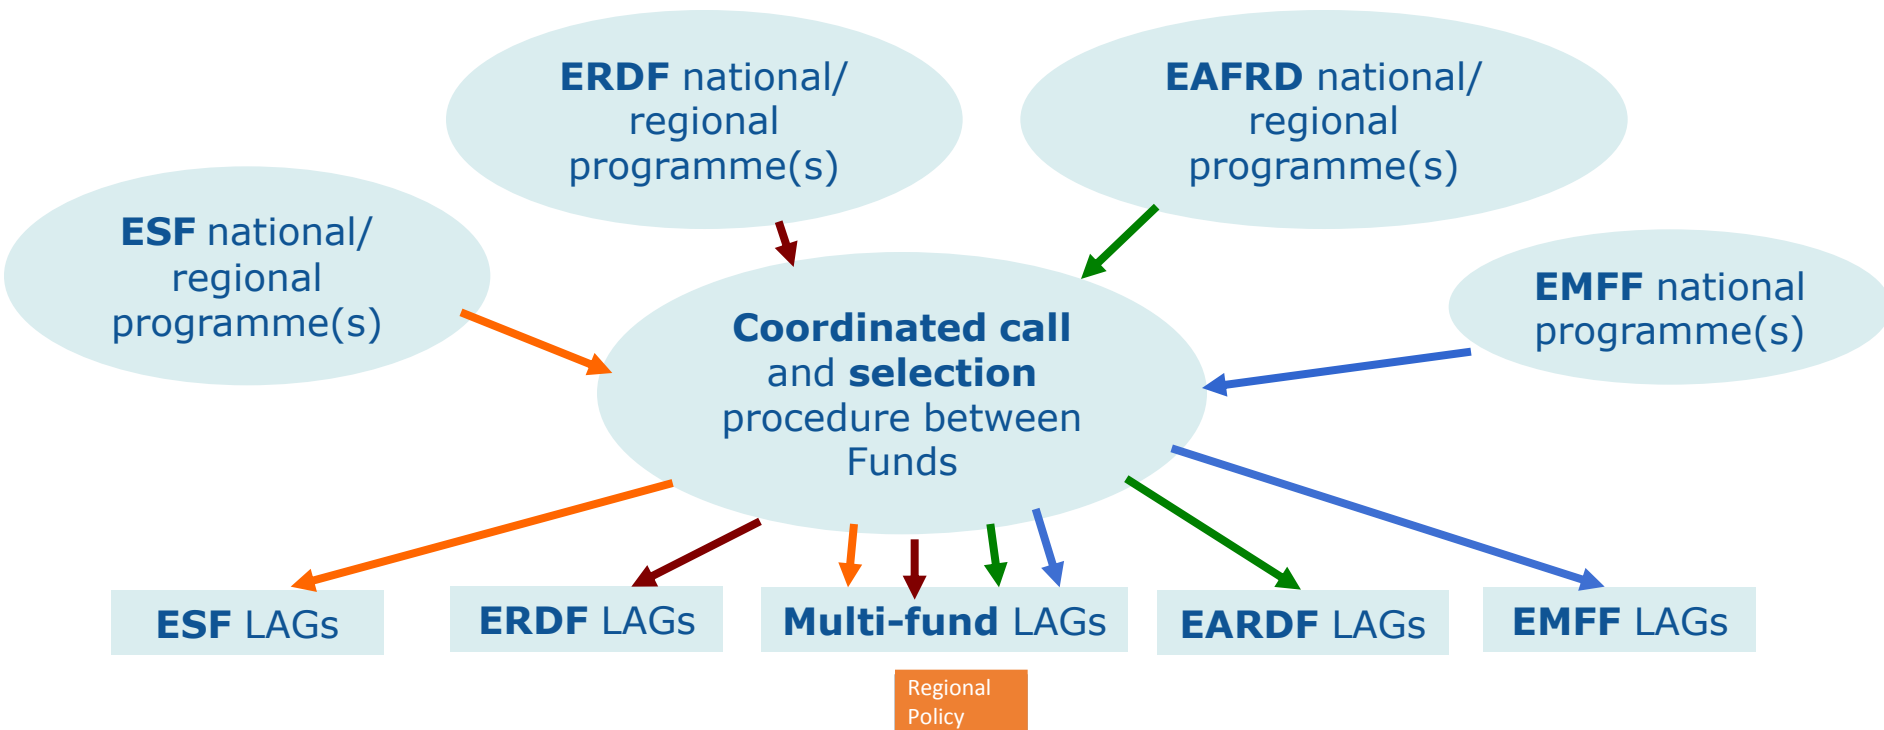 ERDF national/
regional
programme(s)
EAFRD national/
regional
programme(s)
ESF national/
regional
programme(s)
EMFF national
programme(s)
Coordinated call
and selection
procedure between
Funds
ESF LAGs
ERDF LAGs
Multi-fund LAGs
EARDF LAGs
EMFF LAGs
Regional
Policy